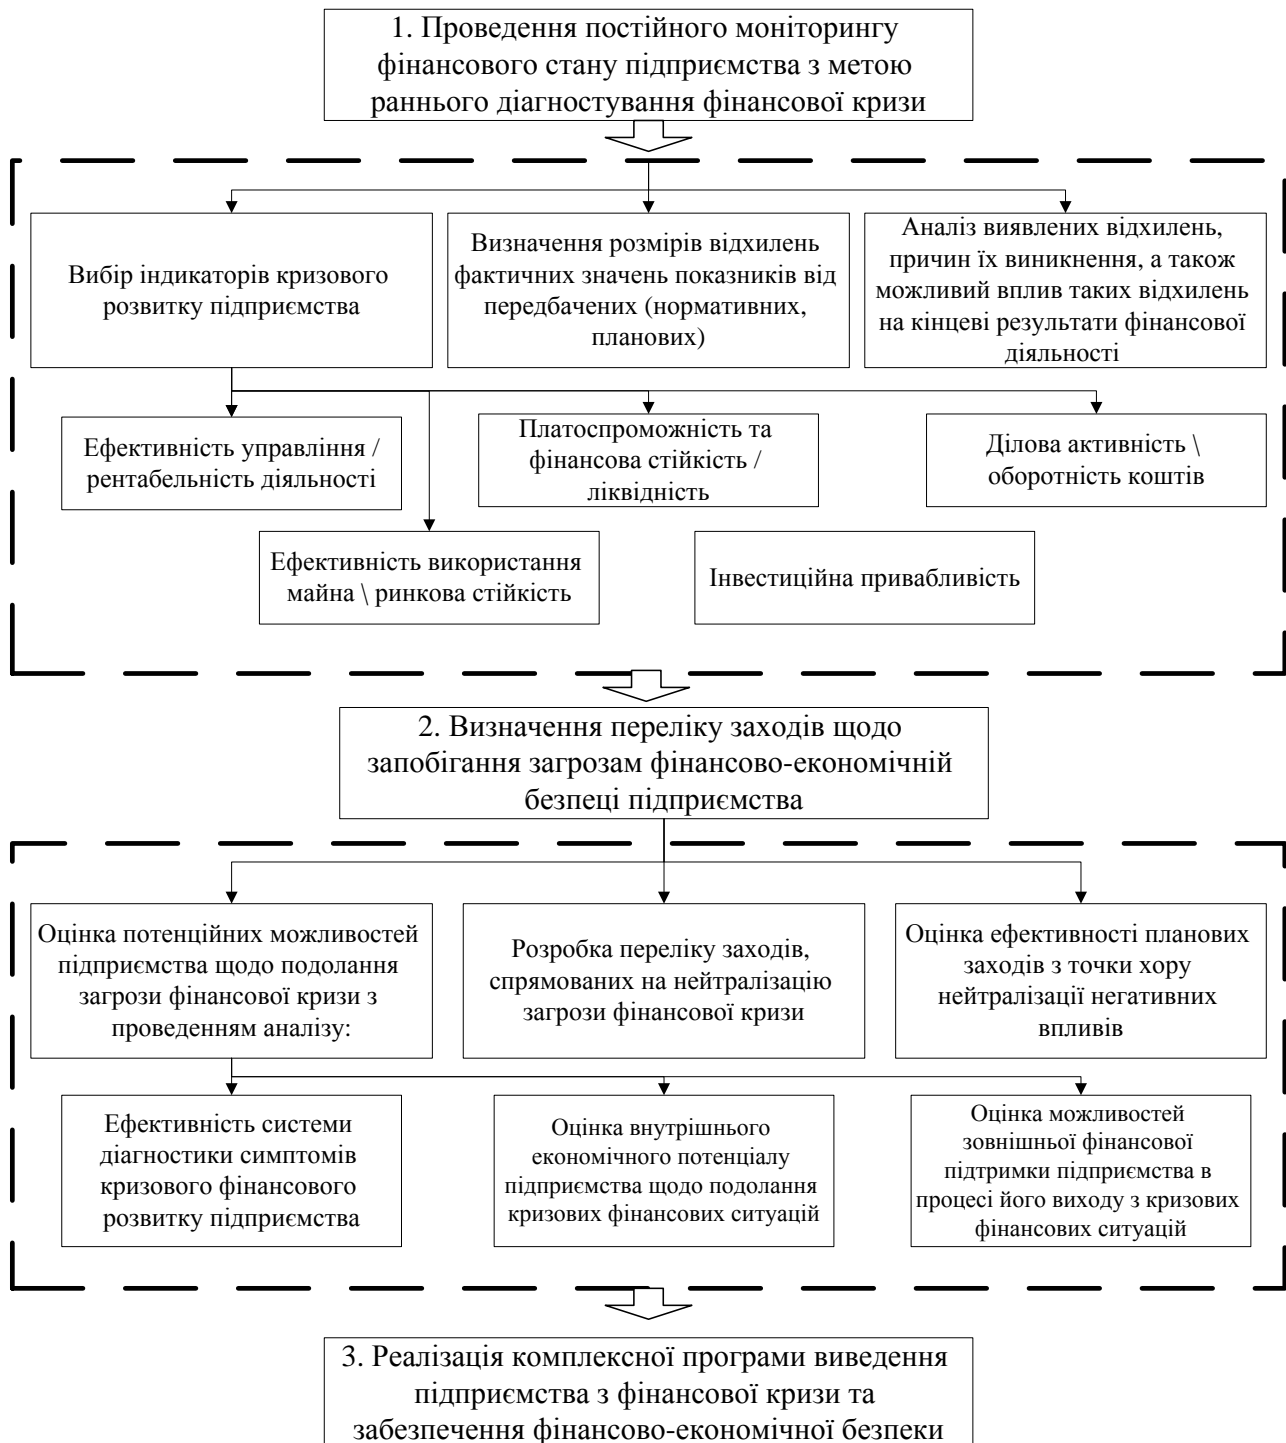 1. Проведення постійного моніторингу
фінансового стану підприємства з метою
раннього діагностування фінансової кризи
Вибір індикаторів кризового
розвитку підприємства
Визначення розмірів відхилень
фактичних значень показників від
передбачених (нормативних,
планових)
Аналіз виявлених відхилень,
причин їх виникнення, а також
можливий вплив таких відхилень
на кінцеві результати фінансової
діяльності
Ефективність управління /
рентабельність діяльності
Платоспроможність та
фінансова стійкість /
ліквідність
Ділова активність \
оборотність коштів
Ефективність використання
майна \ ринкова стійкість
Інвестиційна привабливість
2. Визначення переліку заходів щодо
запобігання загрозам фінансово-економічній
безпеці підприємства
Оцінка потенційних можливостей
підприємства щодо подолання
загрози фінансової кризи з
проведенням аналізу:
Розробка переліку заходів,
спрямованих на нейтралізацію
загрози фінансової кризи
Оцінка ефективності планових
заходів з точки хору
нейтралізації негативних
впливів
Ефективність системи
діагностики симптомів
кризового фінансового
розвитку підприємства
Оцінка внутрішнього
економічного потенціалу
підприємства щодо подолання
кризових фінансових ситуацій
Оцінка можливостей
зовнішньої фінансової
підтримки підприємства в
процесі його виходу з кризових
фінансових ситуацій
3. Реалізація комплексної програми виведення
підприємства з фінансової кризи та
забезпечення фінансово-економічної безпеки